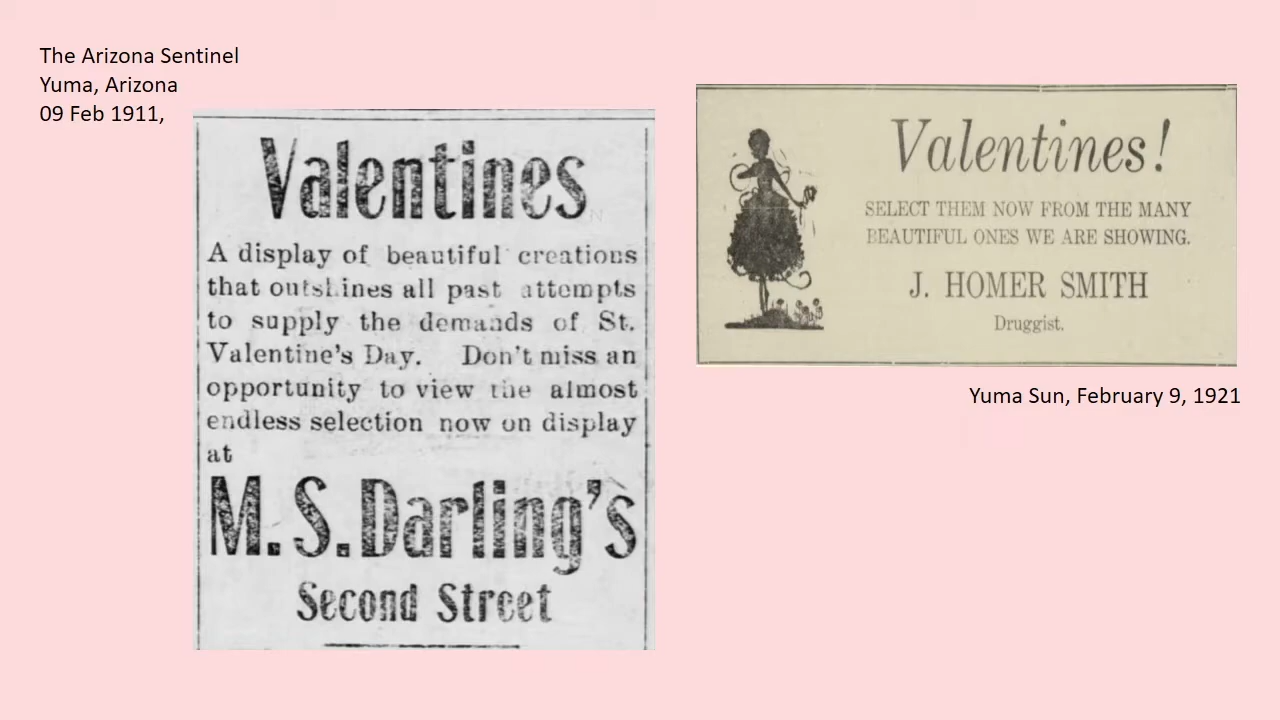 The Arizona Sentinel
Yuma, Arizona
09 Feb 1911,
Valentines
A display of beautiful creations
that outshines all past attempts
to supply the demands of St.
Valentine's Day. Don't miss an
opportunity to view the almost
endless selection now on display
at
M. S. Darling's
Second Street
Valentines!
SELECT THEM NOW FROM THE MANY
BEAUTIFUL ONES WE ARE SHOWING.
J. HOMER SMITH
Druggist.
Yuma Sun, February 9, 1921